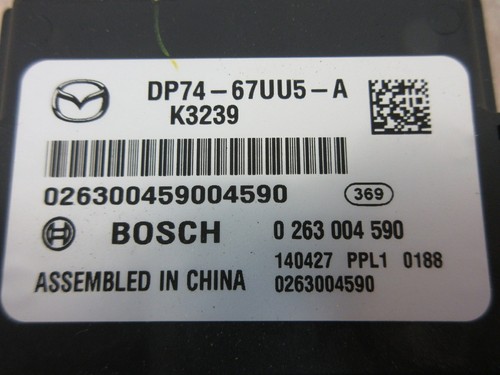 DP74-67UU5-A
K3239
026300459004590 369
BOSCH 0 263 004 590
140427 PPL1 0188
ASSEMBLED IN CHINA 0263004590